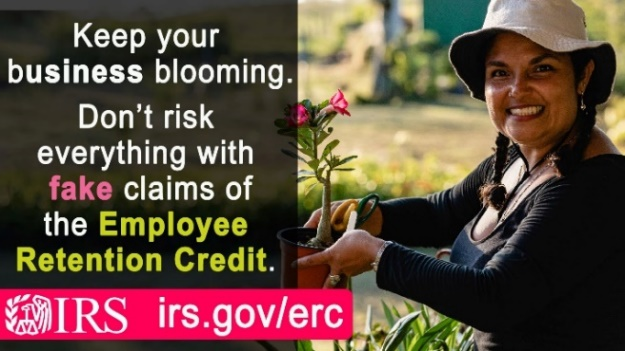 Keep your
business blooming.
Don't risk
everything with
fake claims of
the Employee
Retention Credit.
IRS irs.gov/erc